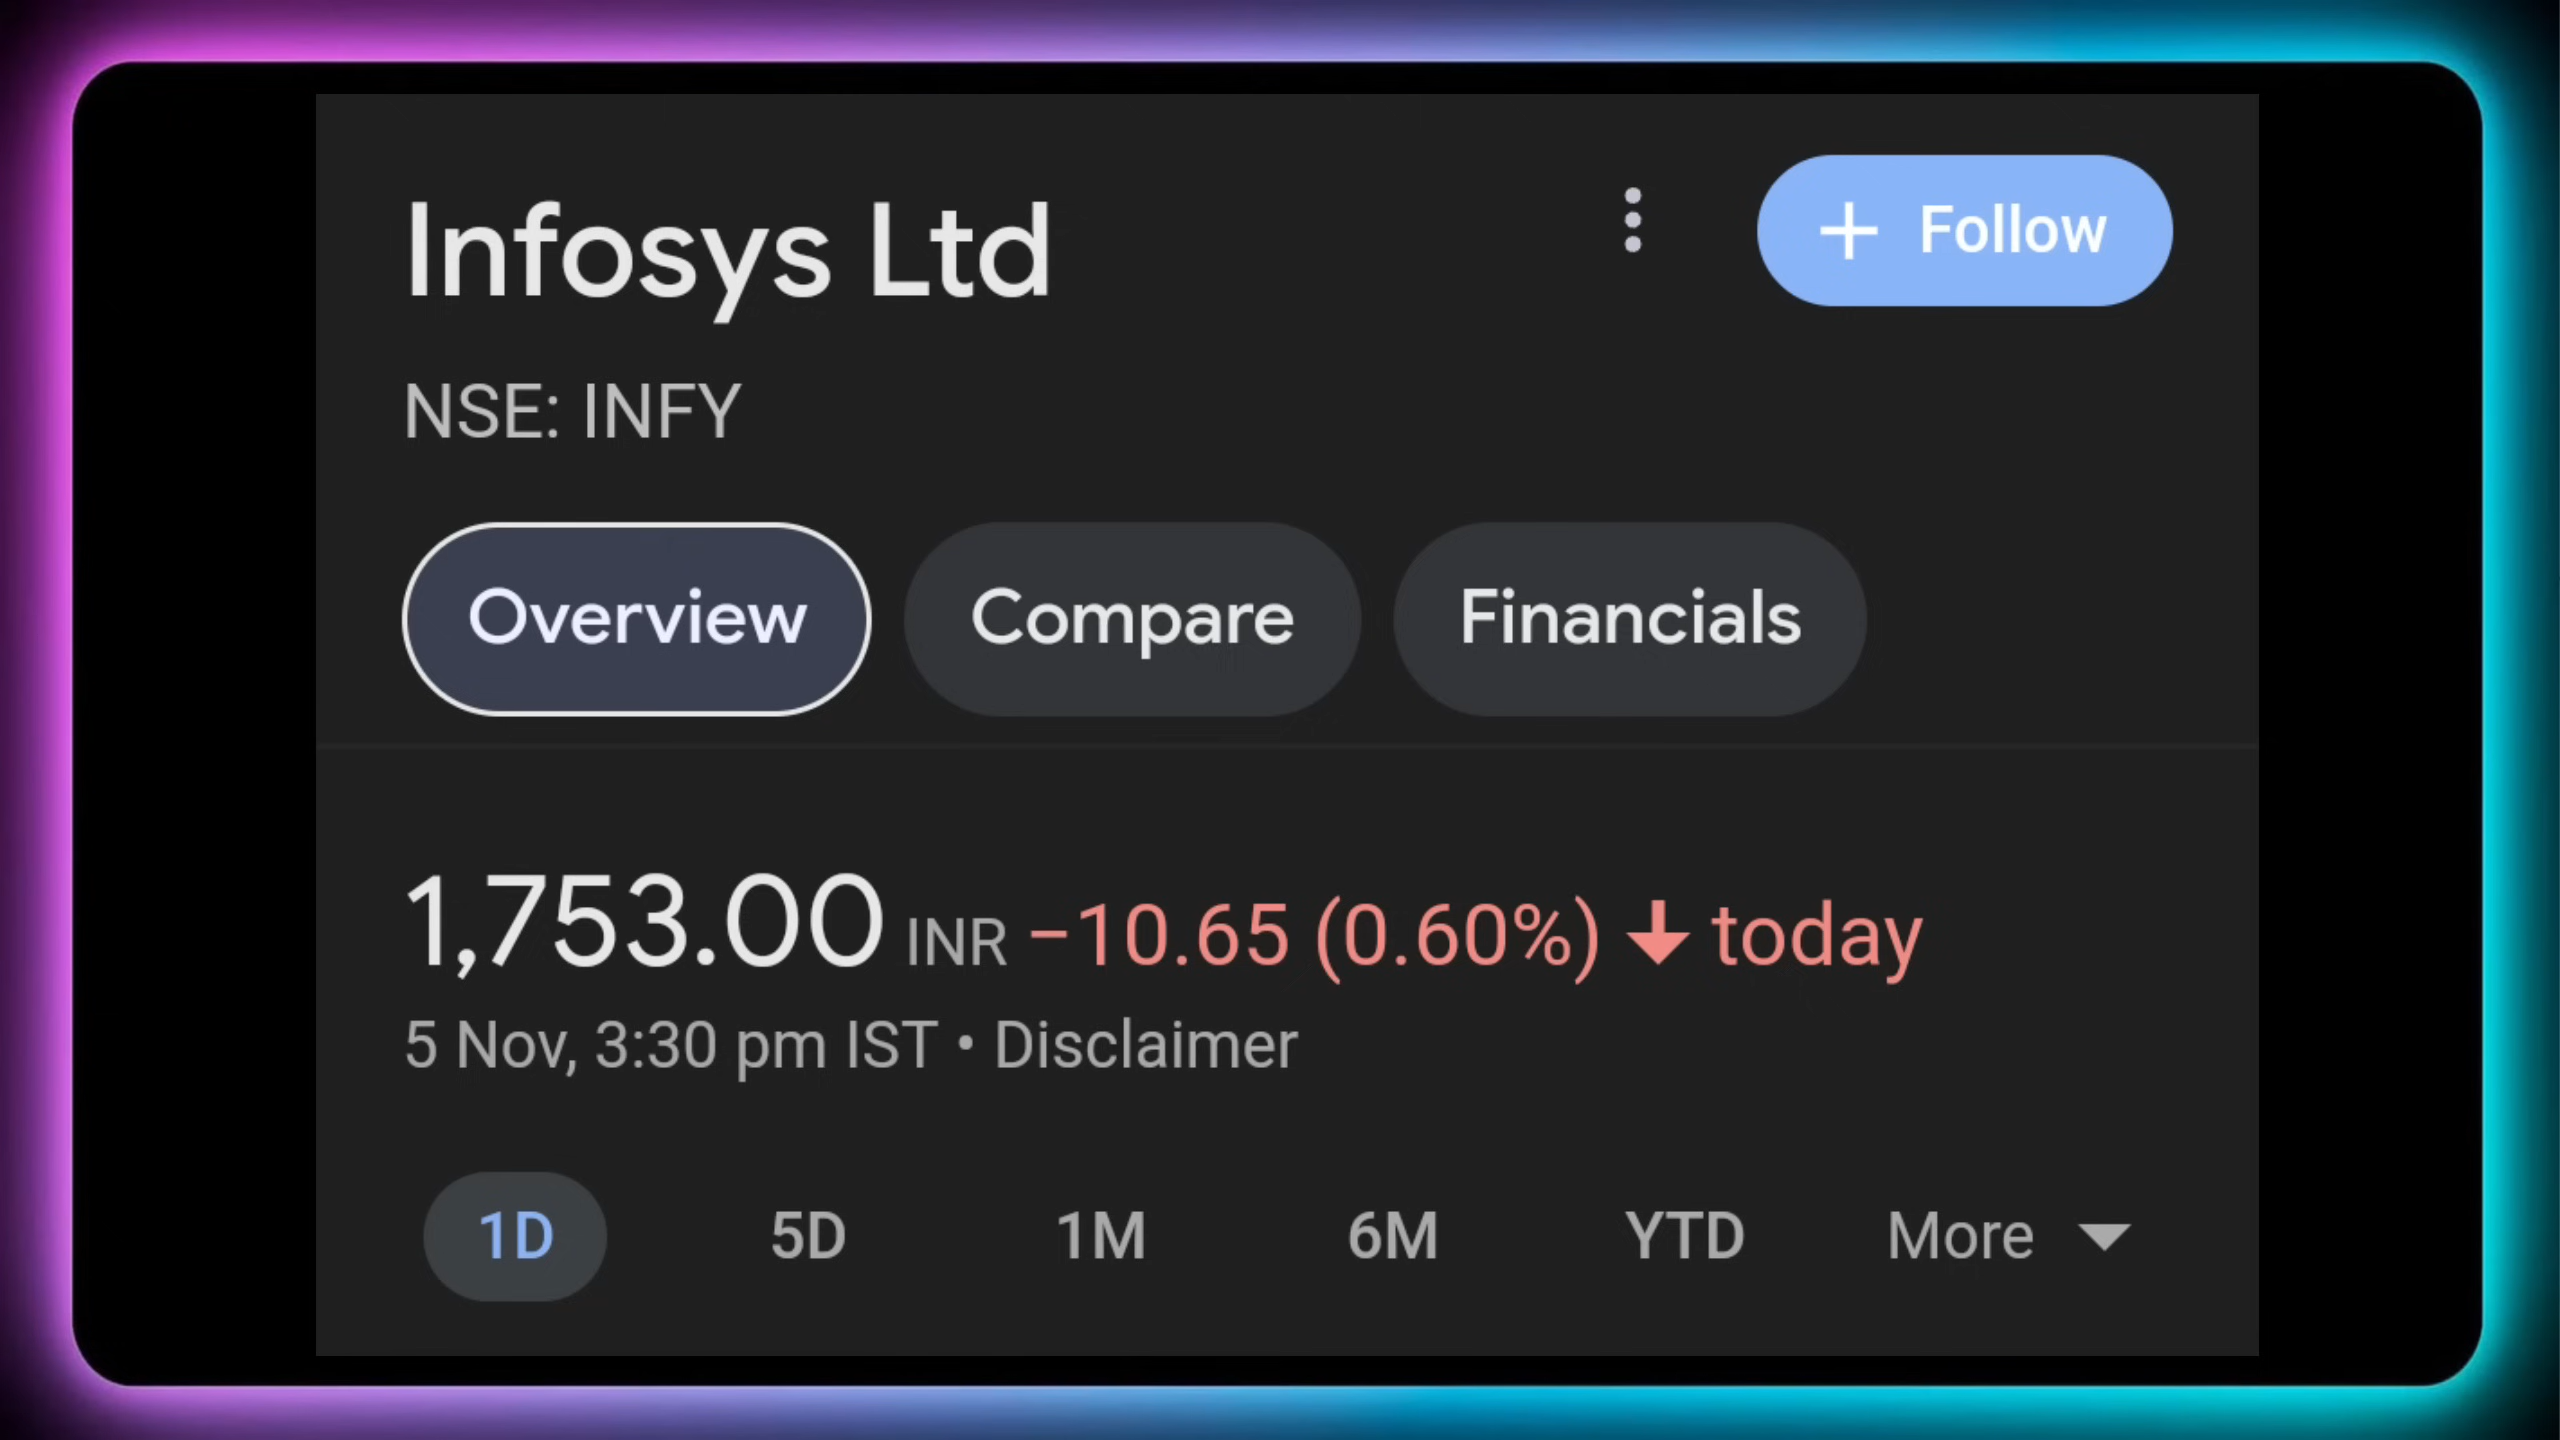 Infosys Ltd
+ Follow
NSE: INFY
Overview Compare Financials
1,753.00 INR −10.65 (0.60%) ↓ today
5 Nov, 3:30 pm IST • Disclaimer
1D 5D 1M 6M YTD More